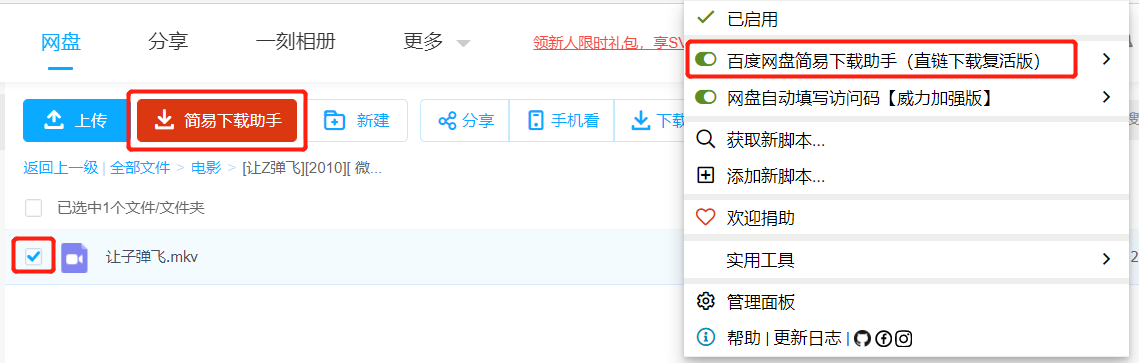 网盘 分享 一刻相册 更多 领新人限时礼包，享SV
上传 简易下载助手 新建 分享 手机看 下载
返回上一级 | 全部文件 > 电影 > [让Z弹飞][2010][ 微...
已选中1个文件/文件夹
让子弹飞.mkv
已启用
百度网盘简易下载助手（直链下载复活版）
网盘自动填写访问码【威力加强版】
获取新脚本...
添加新脚本...
欢迎捐助
实用工具
管理面板
帮助 | 更新日志 |